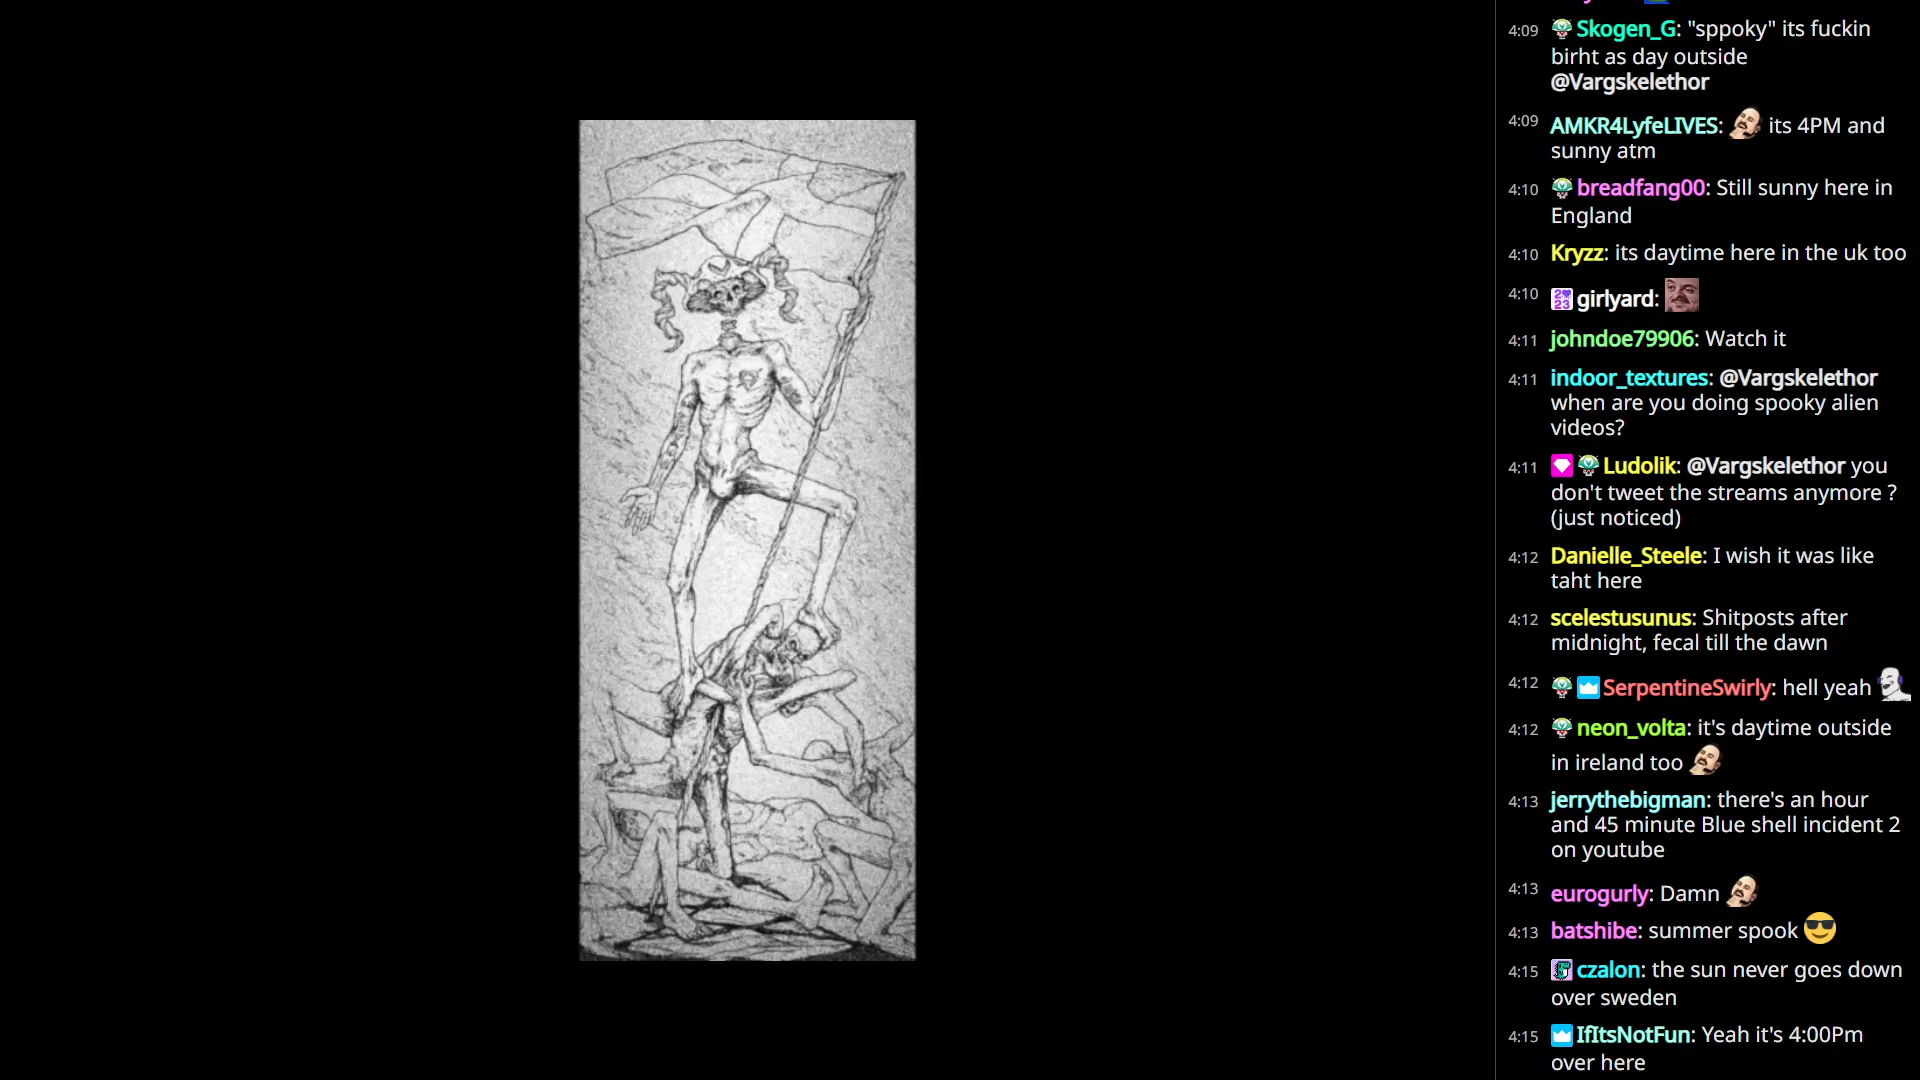 4:09 Skogen_G: "sppoky" its fuckin
birht as day outside
@Vargskelethor
4:09 AMKR4LyfeLIVES: its 4PM and
sunny atm
4:10 breadfang00: Still sunny here in
England
4:10 Kryzz: its daytime here in the uk too
4:10 girlyard:
4:11 johndoe79906: Watch it
4:11 indoor_textures: @Vargskelethor
when are you doing spooky alien
videos?
4:11 Ludolik: @Vargskelethor you
don't tweet the streams anymore ?
(just noticed)
4:12 Danielle_Steele: I wish it was like
taht here
4:12 scelestusunus: Shitposts after
midnight, fecal till the dawn
4:12 SerpentineSwirly: hell yeah
4:12 neon_volta: it's daytime outside
in ireland too
4:13 jerrythebigman: there's an hour
and 45 minute Blue shell incident 2
on youtube
4:13 eurogurly: Damn
4:13 batshibe: summer spook 😎
4:15 czalon: the sun never goes down
over sweden
4:15 IfItsNotFun: Yeah it's 4:00Pm
over here